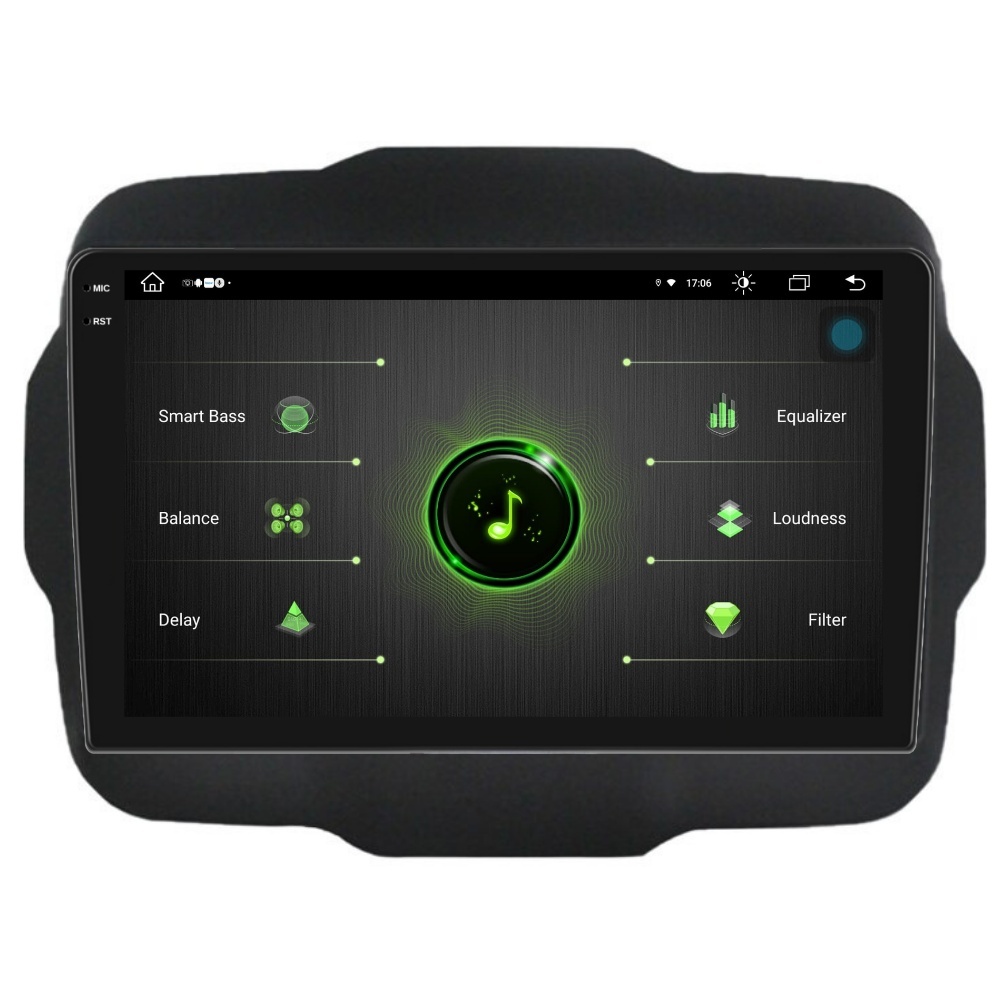 MIC
17:06
RST
Smart Bass
Equalizer
Balance
Loudness
Delay
Filter